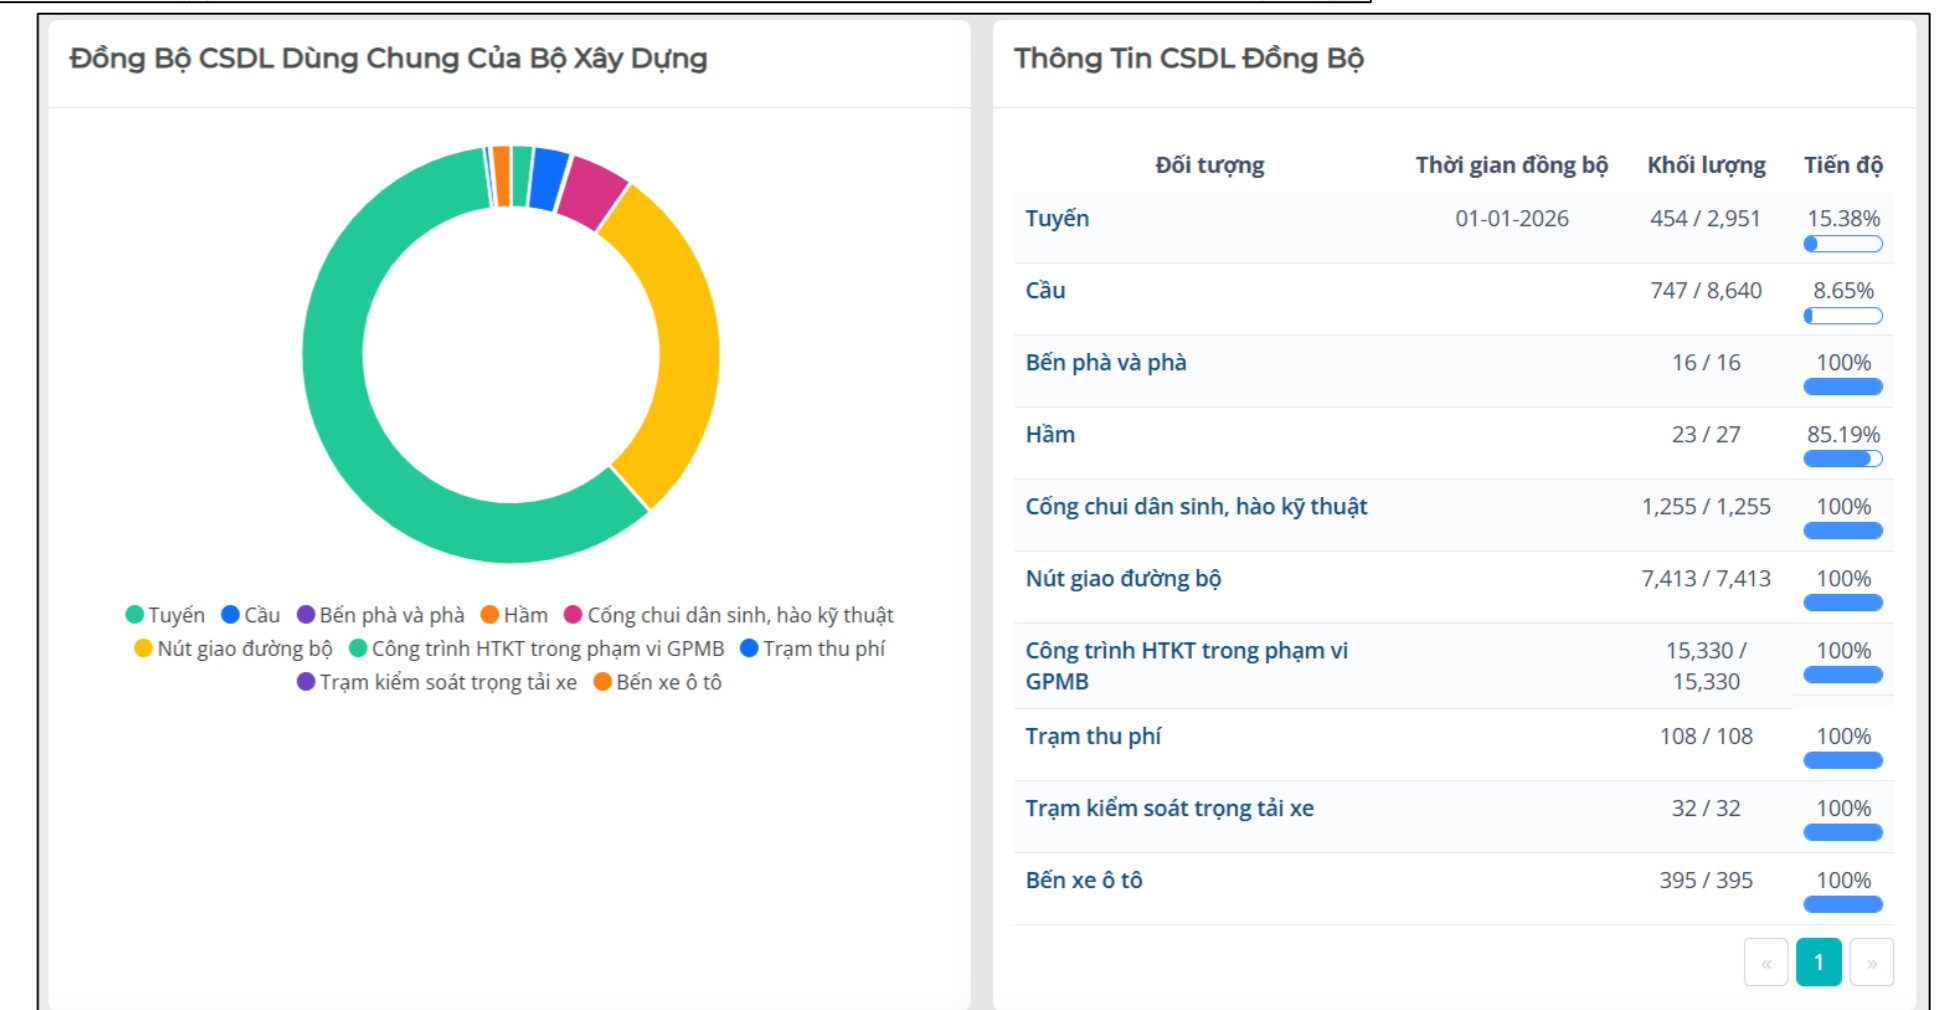 Đồng Bộ CSDL Dùng Chung Của Bộ Xây Dựng
Tuyến Cầu Bến phà và phà Hầm Cống chui dân sinh, hào kỹ thuật
Nút giao đường bộ Công trình HTKT trong phạm vi GPMB Trạm thu phí
Trạm kiểm soát trọng tải xe Bến xe ô tô
Thông Tin CSDL Đồng Bộ
Đối tượng Thời gian đồng bộ Khối lượng Tiến độ
Tuyến 01-01-2026 454 / 2,951 15.38%
Cầu 747 / 8,640 8.65%
Bến phà và phà 16 / 16 100%
Hầm 23 / 27 85.19%
Cống chui dân sinh, hào kỹ thuật 1,255 / 1,255 100%
Nút giao đường bộ 7,413 / 7,413 100%
Công trình HTKT trong phạm vi 15,330 / 100%
GPMB 15,330
Trạm thu phí 108 / 108 100%
Trạm kiểm soát trọng tải xe 32 / 32 100%
Bến xe ô tô 395 / 395 100%
« 1 »